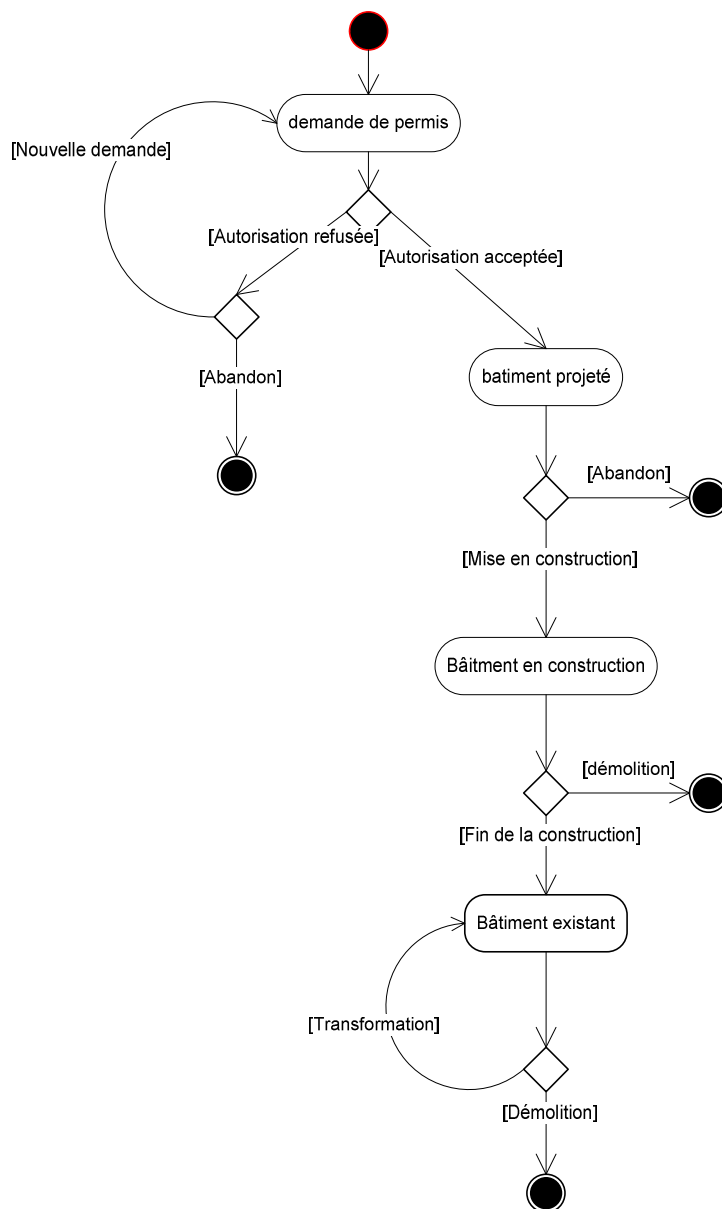 demande de permis
[Nouvelle demande]
[Autorisation refusée]
[Autorisation acceptée]
[Abandon]
batiment projeté
[Abandon]
[Mise en construction]
Bâitment en construction
[démolition]
[Fin de la construction]
Bâtiment existant
[Transformation]
[Démolition]